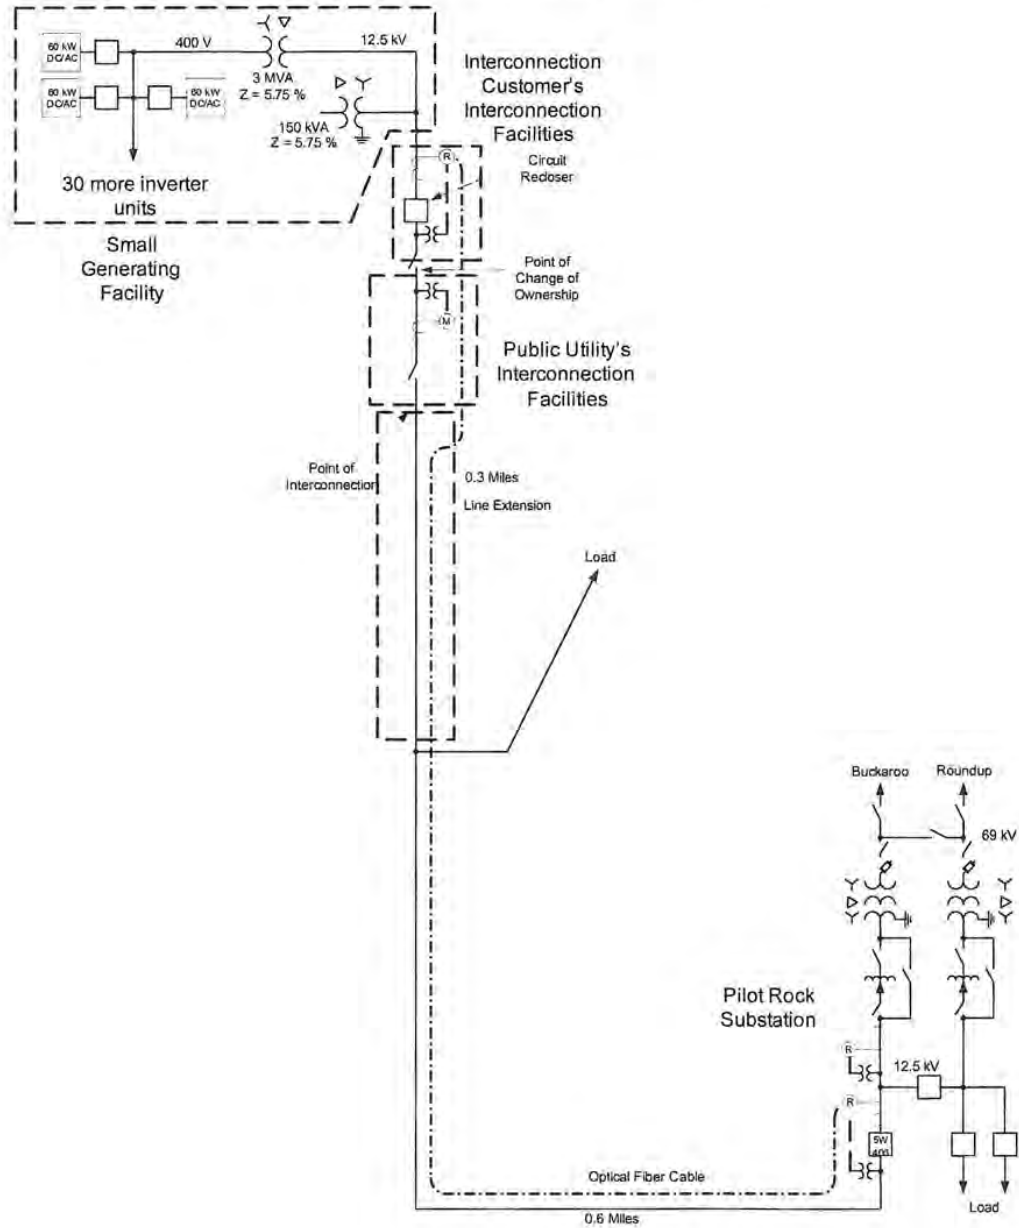 400 V
12.5 kV
60 kW
DC/AC
3 MVA
Z = 5.75 %
60 kW
DC/AC
60 kW
DC/AC
150 kVA
Z = 5.75 %
30 more inverter
units
Small
Generating
Facility
Interconnection
Customer's
Interconnection
Facilities
R
Circuit
Recloser
Point of
Change of
Ownership
M
Public Utility's
Interconnection
Facilities
Point of
Interconnection
0.3 Miles
Line Extension
Load
Buckaroo
Roundup
69 kV
Pilot Rock
Substation
R
12.5 kV
R
5W
Optical Fiber Cable
0.6 Miles
Load